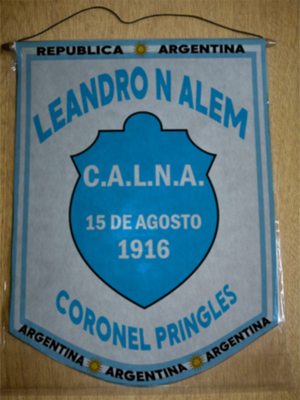 REPUBLICA ARGENTINA
LEANDRO N ALEM
C.A.L.N.A.
15 DE AGOSTO
1916
CORONEL PRINGLES
ARGENTINA ARGENTINA ARGENTINA